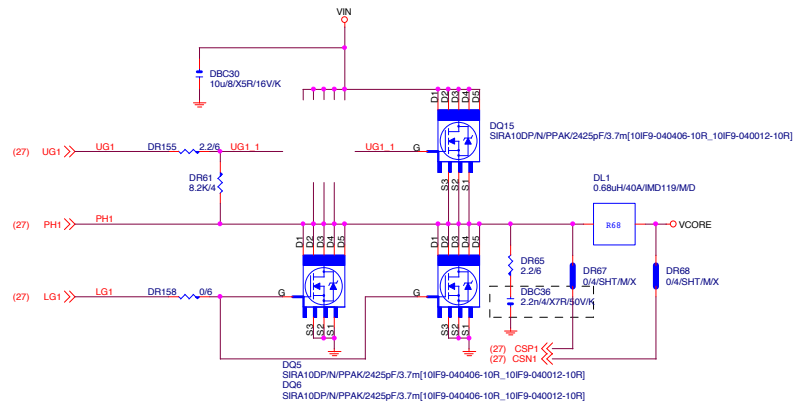 VIN
DBC30
10u/8/X5R/16V/K
D1 D2 D3 D4 D5
DQ15
SIRA10DP/N/PPAK/2425pF/3.7m[10IF9-040406-10R_10IF9-040012-10R]
(27) UG1 UG1 DR155 2.2/6 UG1_1 UG1_1 G
S3 S2 S1
DR61
8.2K/4
DL1
0.68uH/40A/IMD119/M/D
(27) PH1 PH1 R68 VCORE
D1 D2 D3 D4 D5 D1 D2 D3 D4 D5
DR65
2.2/6
DR67
0/4/SHT/M/X
DR68
0/4/SHT/M/X
(27) LG1 LG1 DR158 0/6 G G
DBC36
2.2n/4/X7R/50V/K
S3 S2 S1 S3 S2 S1
(27) CSP1
(27) CSN1
DQ5
SIRA10DP/N/PPAK/2425pF/3.7m[10IF9-040406-10R_10IF9-040012-10R]
DQ6
SIRA10DP/N/PPAK/2425pF/3.7m[10IF9-040406-10R_10IF9-040012-10R]